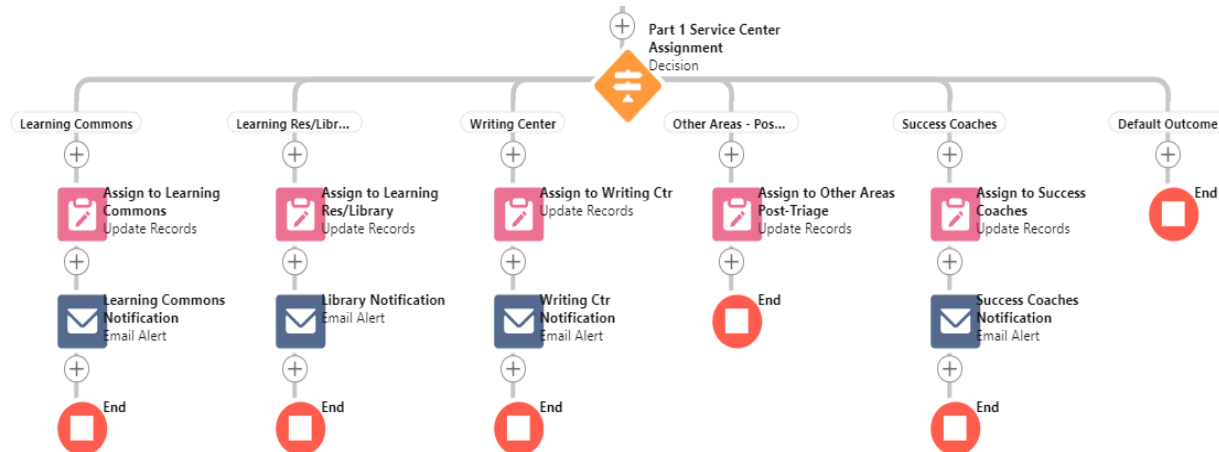 Part 1 Service Center
Assignment
Decision
Learning Commons
Learning Res/Libr...
Writing Center
Other Areas - Pos...
Success Coaches
Default Outcome
Assign to Learning
Commons
Update Records
Assign to Learning
Res/Library
Update Records
Assign to Writing Ctr
Update Records
Assign to Other Areas
Post-Triage
Update Records
Assign to Success
Coaches
Update Records
End
Learning Commons
Notification
Email Alert
Library Notification
Email Alert
Writing Ctr
Notification
Email Alert
End
Success Coaches
Notification
Email Alert
End
End
End
End